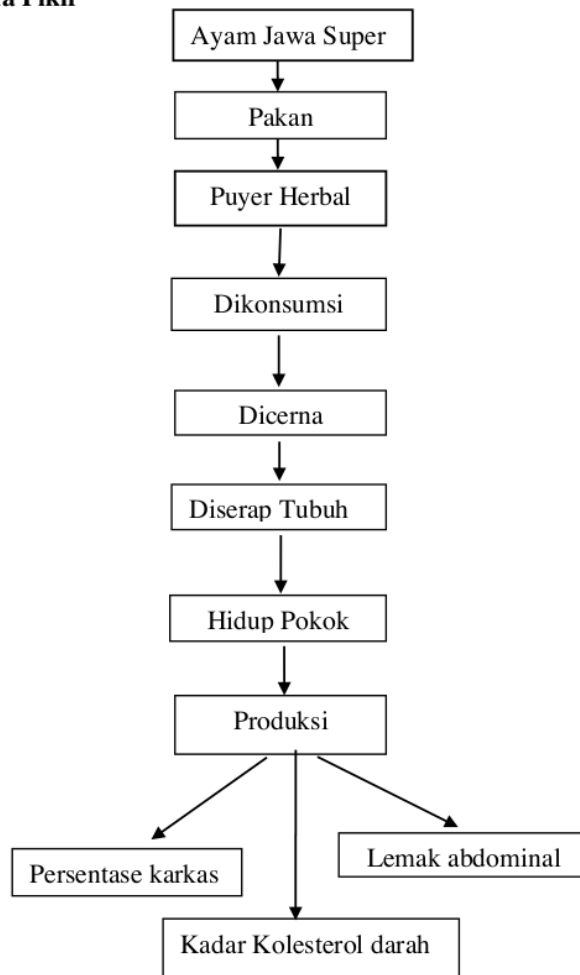 Ayam Jawa Super
Pakan
Puyer Herbal
Dikonsumsi
Dicerna
Diserap Tubuh
Hidup Pokok
Produksi
Persentase karkas
Lemak abdominal
Kadar Kolesterol darah